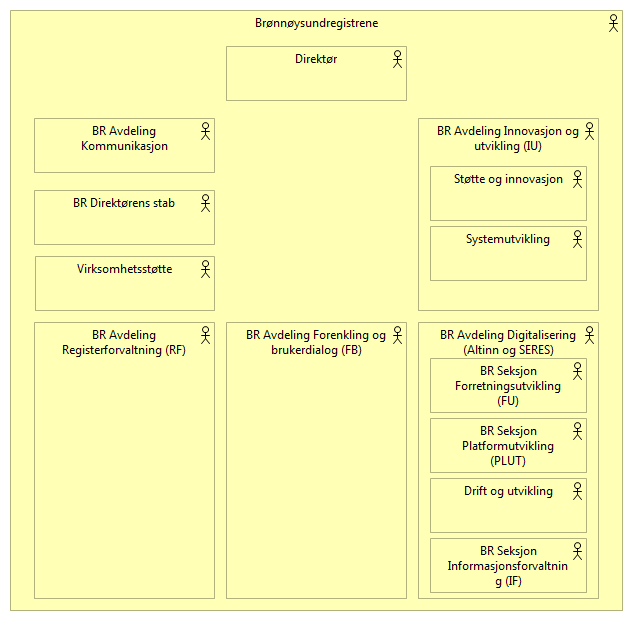 Brønnøysundregistrene
Direktør
BR Avdeling
Kommunikasjon
BR Direktørens stab
Virksomhetsstøtte
BR Avdeling Innovasjon og
utvikling (IU)
Støtte og innovasjon
Systemutvikling
BR Avdeling
Registerforvaltning (RF)
BR Avdeling Forenkling og
brukerdialog (FB)
BR Avdeling Digitalisering
(Altinn og SERES)
BR Seksjon
Forretningsutvikling
(FU)
BR Seksjon
Platformutvikling
(PLUT)
Drift og utvikling
BR Seksjon
Informasjonsforvaltnin
g (IF)